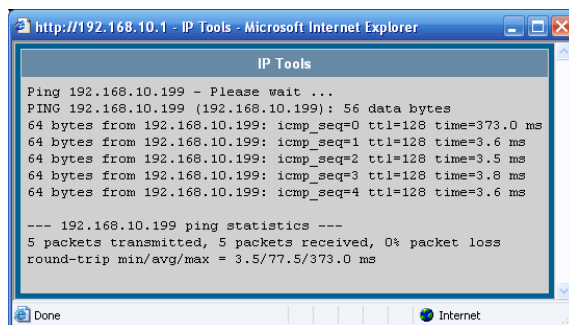 http://192.168.10.1 - IP Tools - Microsoft Internet Explorer
IP Tools
Ping 192.168.10.199 - Please wait ...
PING 192.168.10.199 (192.168.10.199): 56 data bytes
64 bytes from 192.168.10.199: icmp_seq=0 ttl=128 time=373.0 ms
64 bytes from 192.168.10.199: icmp_seq=1 ttl=128 time=3.6 ms
64 bytes from 192.168.10.199: icmp_seq=2 ttl=128 time=3.5 ms
64 bytes from 192.168.10.199: icmp_seq=3 ttl=128 time=3.8 ms
64 bytes from 192.168.10.199: icmp_seq=4 ttl=128 time=3.6 ms
--- 192.168.10.199 ping statistics ---
5 packets transmitted, 5 packets received, 0% packet loss
round-trip min/avg/max = 3.5/77.5/373.0 ms
Done
Internet